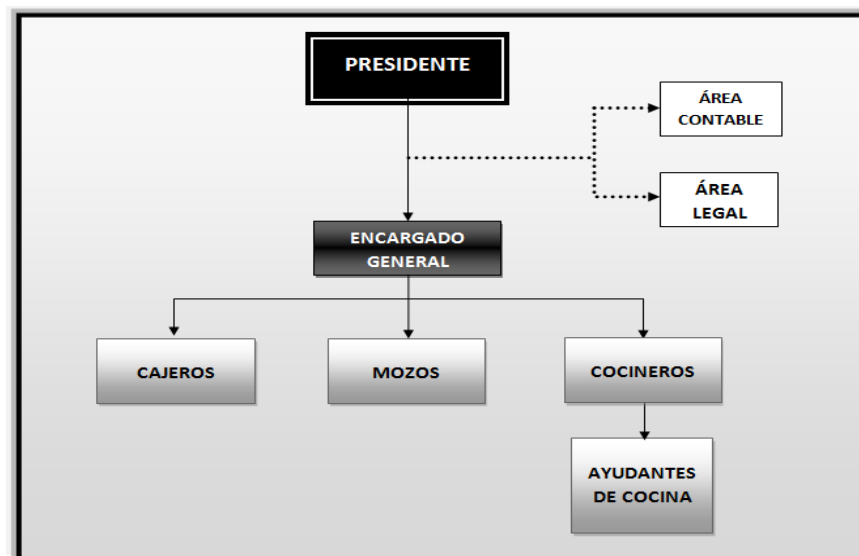 PRESIDENTE
ÁREA
CONTABLE
ÁREA
LEGAL
ENCARGADO
GENERAL
CAJEROS
MOZOS
COCINEROS
AYUDANTES
DE COCINA